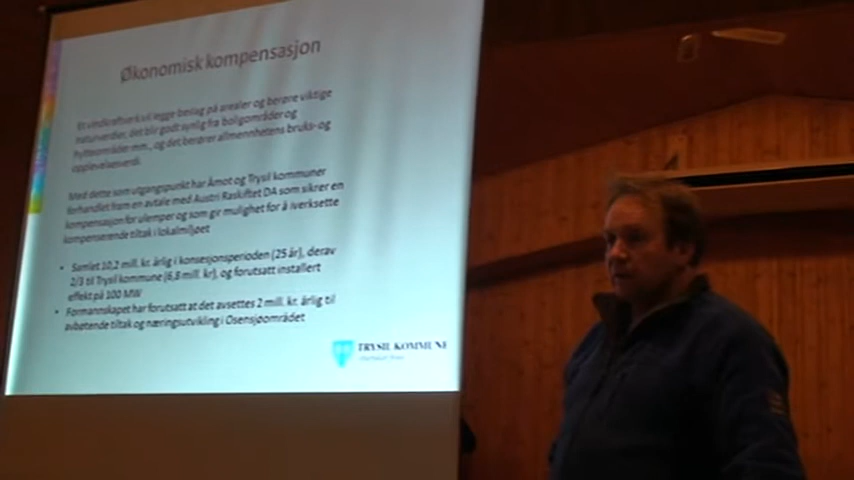 Økonomisk kompensasjon
Et vindkraftverk vil legge beslag på arealer og berøre viktige
naturverdier, det blir godt synlig fra boligområder og
hytteområder mm., og det berører allmennhetens bruks- og
opplevelsesverdi.
Med dette som utgangspunkt har Åmot og Trysil kommuner
forhandlet fram en avtale med Austri Raskiftet DA som sikrer en
kompensasjon for ulemper og som gir mulighet for å iverksette
kompenserende tiltak i lokalmiljøet
• Samlet 10,2 mill. kr. årlig i konsesjonsperioden (25 år), derav
2/3 til Trysil kommune (6,8 mill. kr), og forutsatt installert
effekt på 100 MW
• Formannskapet har forutsatt at det avsettes 2 mill. kr. årlig til
avbøtende tiltak og næringsutvikling i Osensjøområdet
TRYSIL KOMMUNE